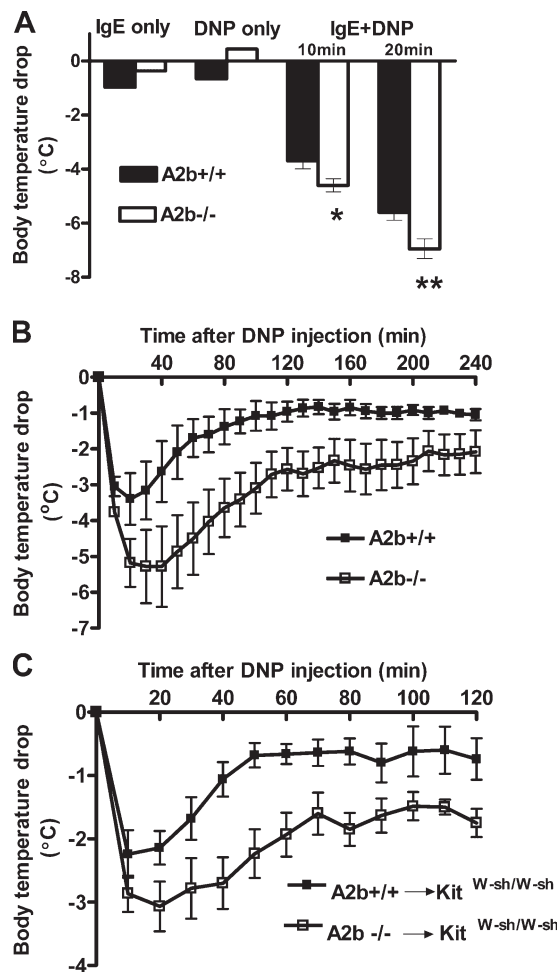 A
IgE only
DNP only
IgE+DNP
10min
20min
0
-2
-4
-6
-8
Body temperature drop
(°C)
A2b+/+
A2b-/-
*
**
B
Time after DNP injection (min)
40
80
120
160
200
240
0
-1
-2
-3
-4
-5
-6
-7
Body temperature drop
(°C)
A2b+/+
A2b-/-
C
Time after DNP injection (min)
20
40
60
80
100
120
0
-1
-2
-3
-4
Body temperature drop
(°C)
A2b+/+ → Kit W-sh/W-sh
A2b -/- → Kit W-sh/W-sh